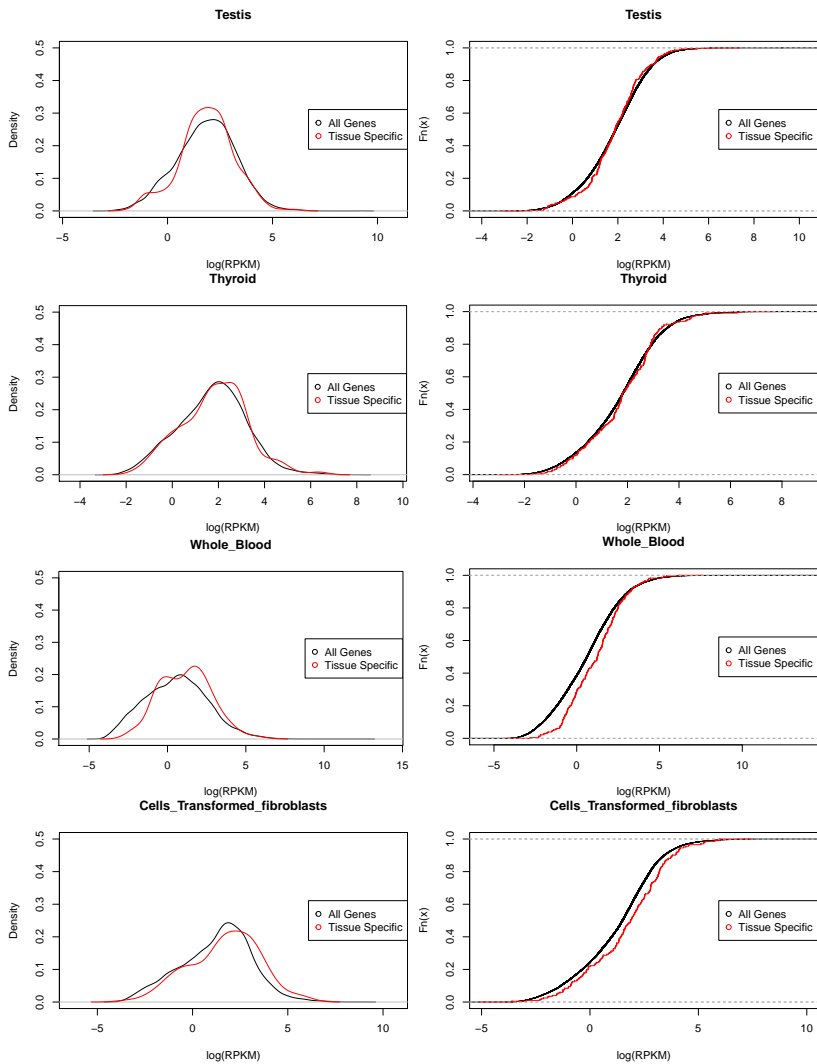 Testis
Density
0.0 0.1 0.2 0.3 0.4 0.5
All Genes
Tissue Specific
−5 0 5 10
log(RPKM)
Testis
Fn(x)
0.0 0.2 0.4 0.6 0.8 1.0
All Genes
Tissue Specific
−4 −2 0 2 4 6 8 10
log(RPKM)
Thyroid
Density
0.0 0.1 0.2 0.3 0.4 0.5
All Genes
Tissue Specific
−4 −2 0 2 4 6 8 10
log(RPKM)
Thyroid
Fn(x)
0.0 0.2 0.4 0.6 0.8 1.0
All Genes
Tissue Specific
−4 −2 0 2 4 6 8
log(RPKM)
Whole_Blood
Density
0.0 0.1 0.2 0.3 0.4 0.5
All Genes
Tissue Specific
−5 0 5 10 15
log(RPKM)
Whole_Blood
Fn(x)
0.0 0.2 0.4 0.6 0.8 1.0
All Genes
Tissue Specific
−5 0 5 10
log(RPKM)
Cells_Transformed_fibroblasts
Density
0.0 0.1 0.2 0.3 0.4 0.5
All Genes
Tissue Specific
−5 0 5 10
log(RPKM)
Cells_Transformed_fibroblasts
Fn(x)
0.0 0.2 0.4 0.6 0.8 1.0
All Genes
Tissue Specific
−5 0 5 10
log(RPKM)